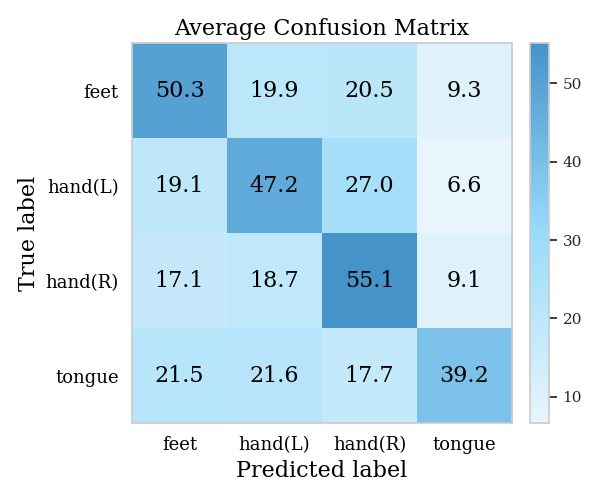 Average Confusion Matrix
True label
feet 50.3 19.9 20.5 9.3
hand(L) 19.1 47.2 27.0 6.6
hand(R) 17.1 18.7 55.1 9.1
tongue 21.5 21.6 17.7 39.2
feet hand(L) hand(R) tongue
Predicted label
50
40
30
20
10